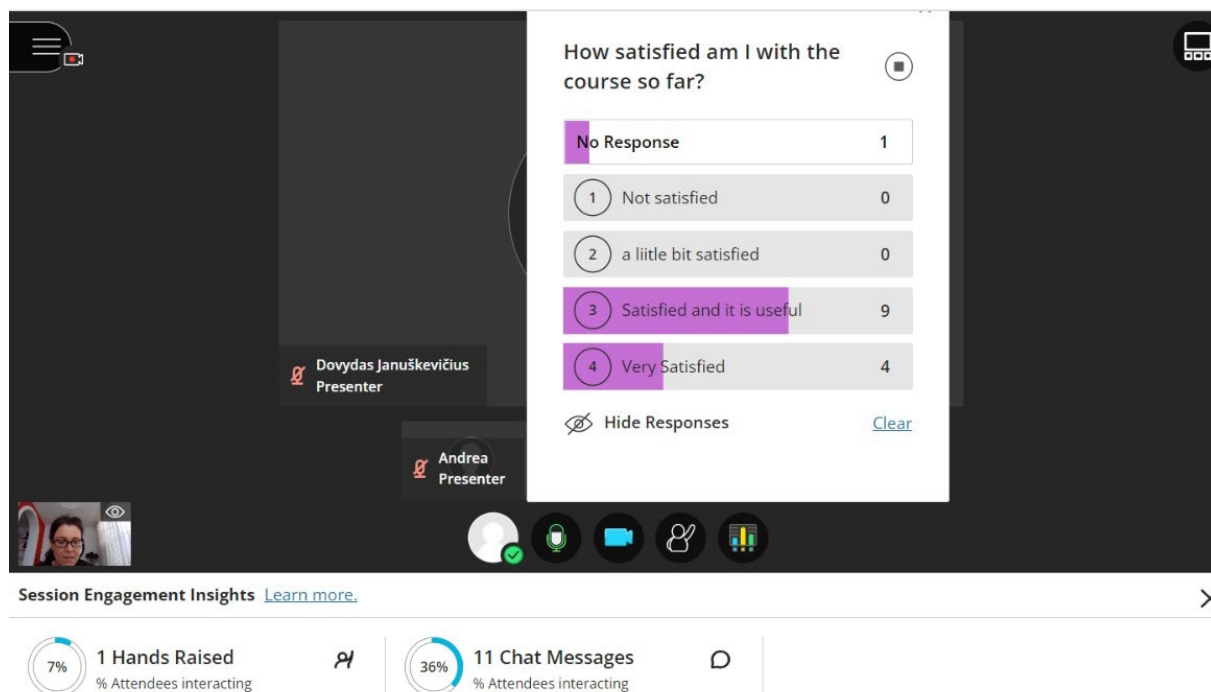 How satisfied am I with the
course so far?
No Response 1
1 Not satisfied 0
2 a liitle bit satisfied 0
3 Satisfied and it is useful 9
4 Very Satisfied 4
Hide Responses Clear
Dovydas Januškevičius
Presenter
Andrea
Presenter
Session Engagement Insights Learn more.
7% 1 Hands Raised
% Attendees interacting
36% 11 Chat Messages
% Attendees interacting